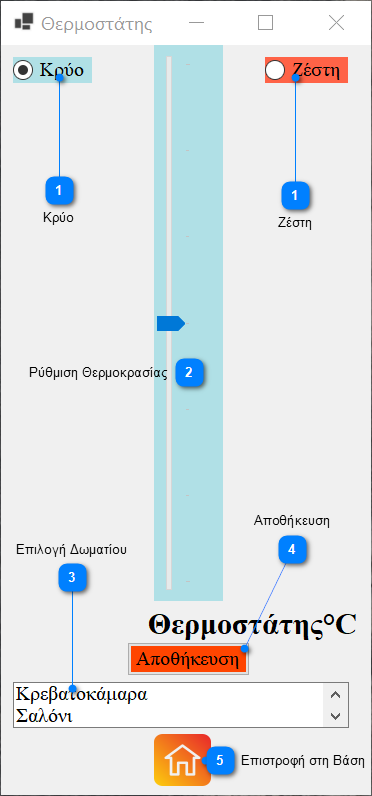 Θερμοστάτης
Κρύο
Ζέστη
1
1
Κρύο
Ζέστη
Ρύθμιση Θερμοκρασίας
2
Αποθήκευση
4
Επιλογή Δωματίου
3
Θερμοστάτης°C
Αποθήκευση
Κρεβατοκάμαρα
Σαλόνι
5
Επιστροφή στη Βάση